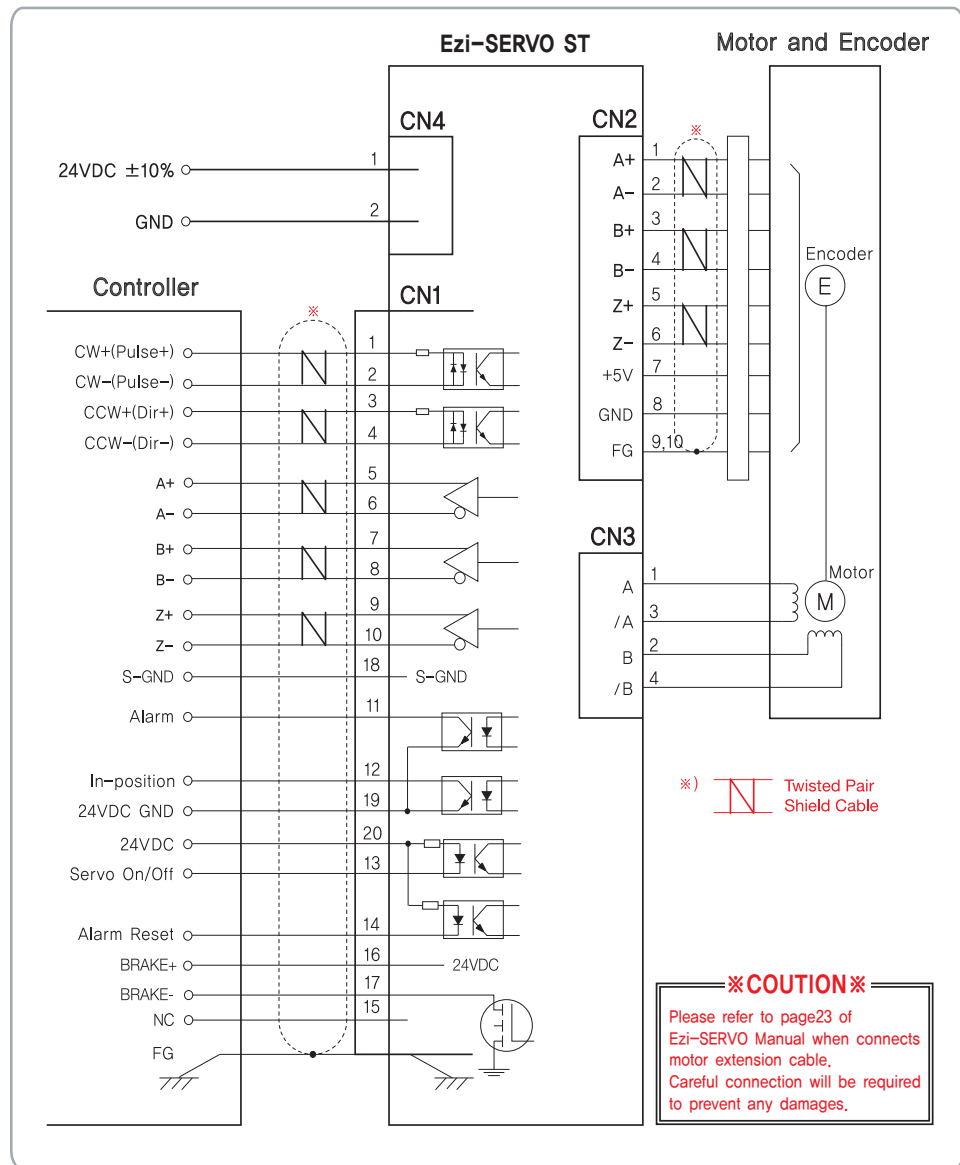 Ezi-SERVO ST
Motor and Encoder
CN4
24VDC ±10%
1
GND
2
CN2
※
A+ 1
A- 2
B+ 3
B- 4
Z+ 5
Z- 6
+5V 7
GND 8
FG 9,10
Encoder
E
Controller
※
CN1
CW+(Pulse+) 1
CW-(Pulse-) 2
CCW+(Dir+) 3
CCW-(Dir-) 4
A+ 5
A- 6
B+ 7
B- 8
Z+ 9
Z- 10
S-GND 18 S-GND
Alarm 11
In-position 12
24VDC GND 19
24VDC 20
Servo On/Off 13
Alarm Reset 14
BRAKE+ 16 24VDC
BRAKE- 17
NC 15
FG
CN3
A 1
/A 3
B 2
/B 4
Motor
M
※) Twisted Pair
Shield Cable
※COUTION※
Please refer to page23 of
Ezi-SERVO Manual when connects
motor extension cable.
Careful connection will be required
to prevent any damages.